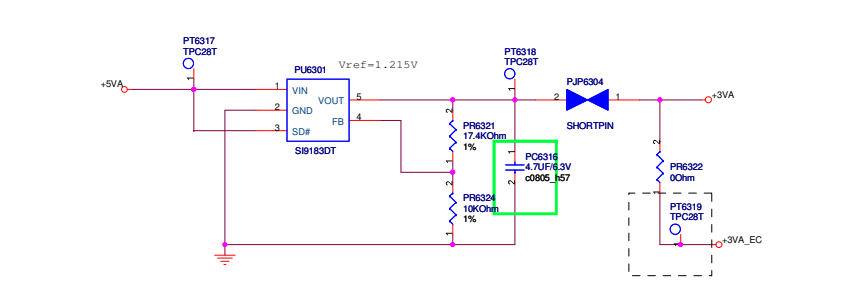 PT6317
TPC28T
1
+5VA
PU6301
Vref=1.215V
1
VIN
2
GND
3
SD#
VOUT
5
FB
4
SI9183DT
PT6318
TPC28T
1
PJP6304
2
1
SHORTPIN
+3VA
2
PR6321
17.4KOhm
1%
1
2
PR6324
10KOhm
1%
1
1
PC6316
4.7UF/6.3V
c0805_h57
2
2
PR6322
0Ohm
1
PT6319
TPC28T
1
+3VA_EC